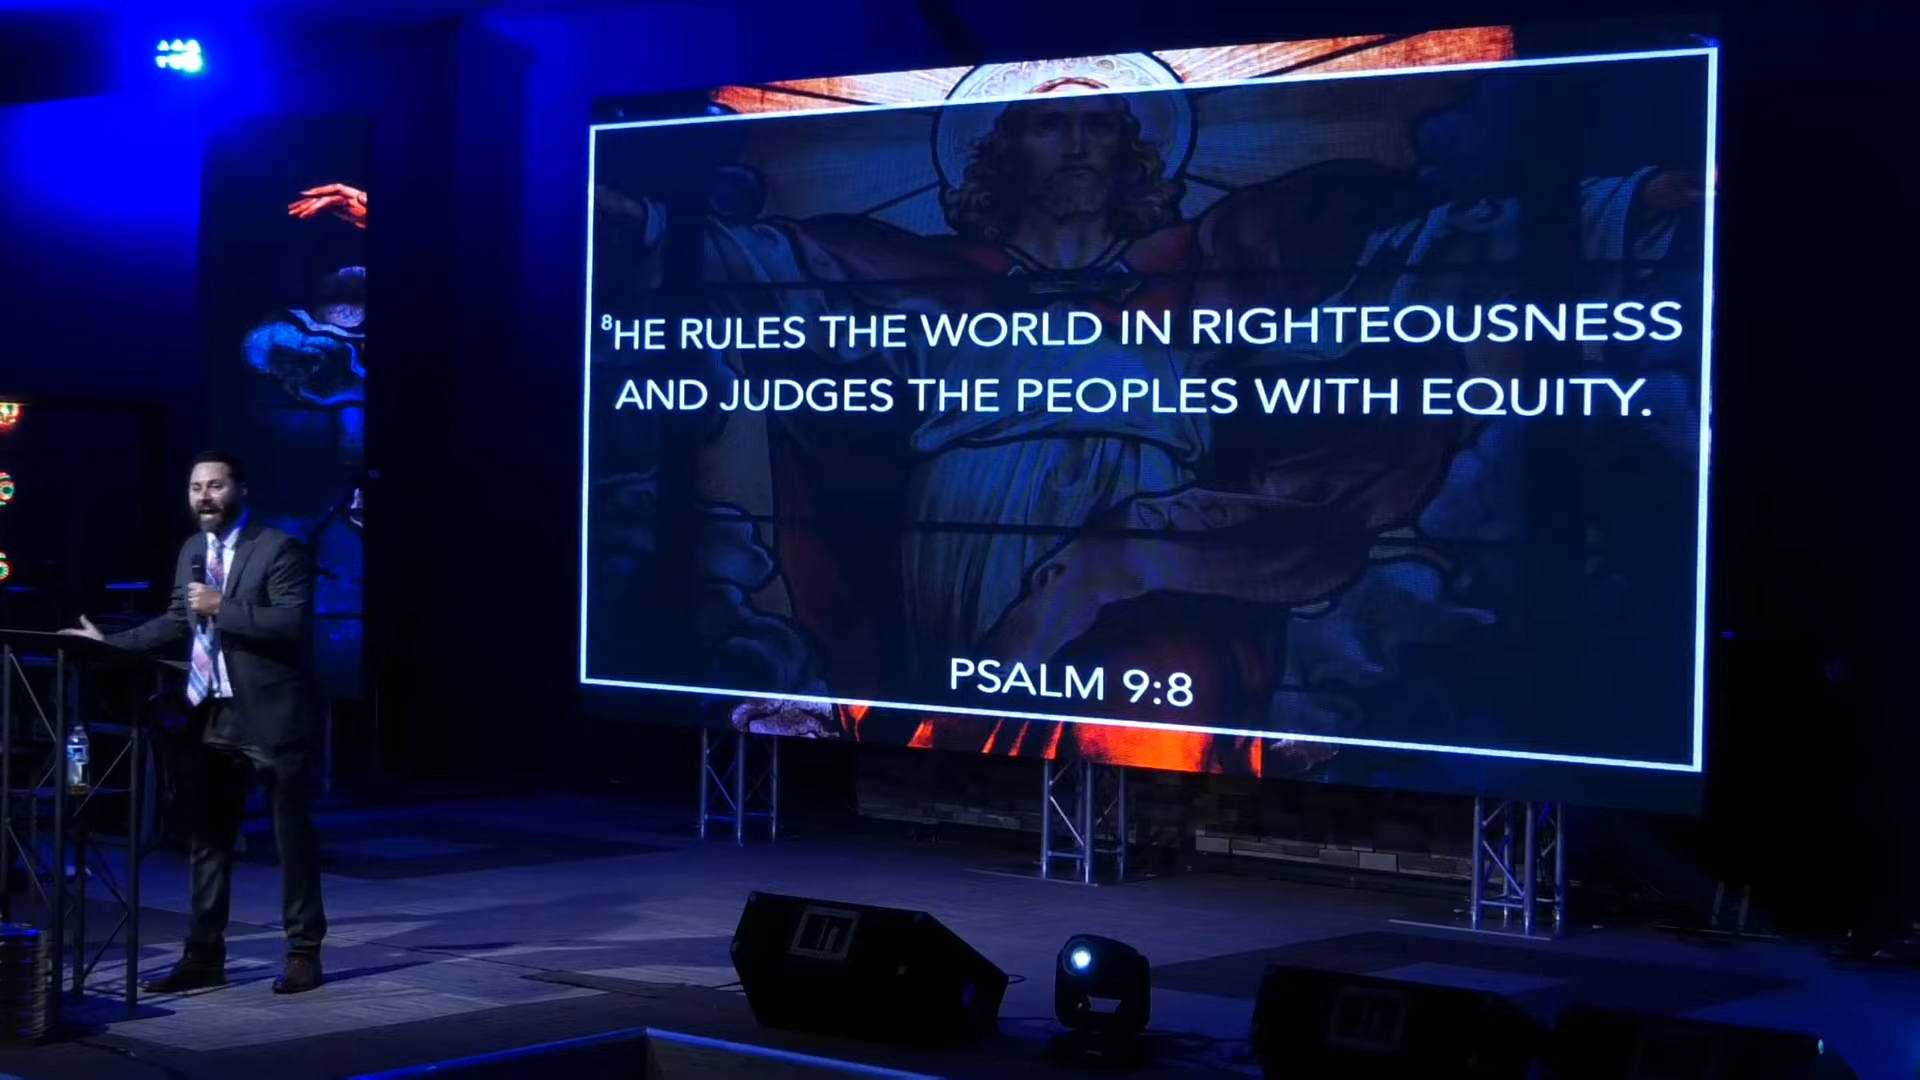 ⁸HE RULES THE WORLD IN RIGHTEOUSNESS
AND JUDGES THE PEOPLES WITH EQUITY.
PSALM 9:8